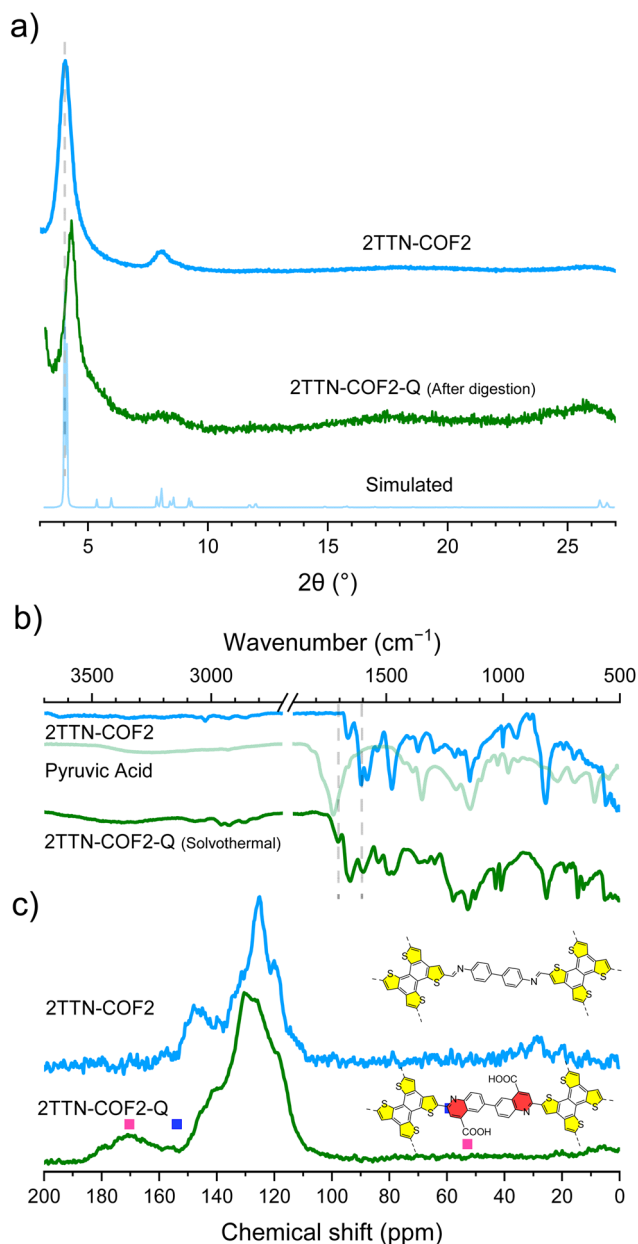 a)
2TTN-COF2
2TTN-COF2-Q (After digestion)
Simulated
5 10 15 20 25
2θ (°)
b)
Wavenumber (cm⁻¹)
3500 3000 1600 1000 500
2TTN-COF2
Pyruvic Acid
2TTN-COF2-Q (Solvothermal)
c)
S S S N N S S S
2TTN-COF2
HOOC
2TTN-COF2-Q
S S S N N S S S
COOH
200 180 160 140 120 100 80 60 40 20 0
Chemical shift (ppm)